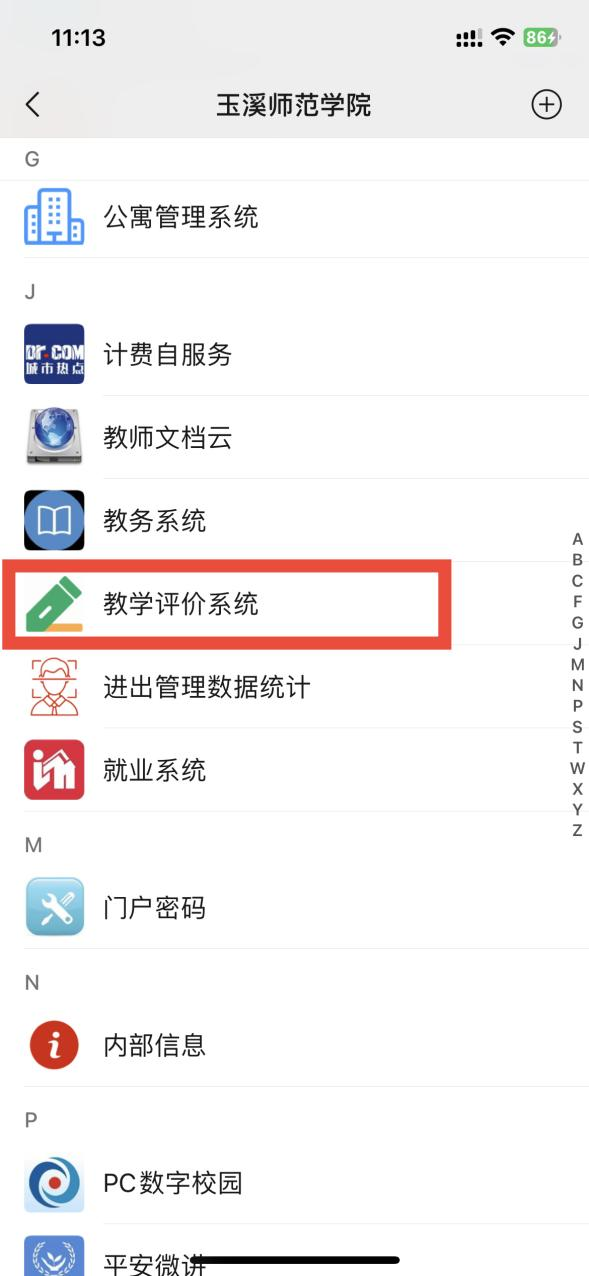 11:13
86
玉溪师范学院
G
公寓管理系统
J
Dr.COM
城市热点
计费自服务
教师文档云
教务系统
教学评价系统
进出管理数据统计
就业系统
M
门户密码
N
i
内部信息
P
PC数字校园
平安微讲
A
B
C
F
G
J
M
N
P
S
T
W
X
Y
Z